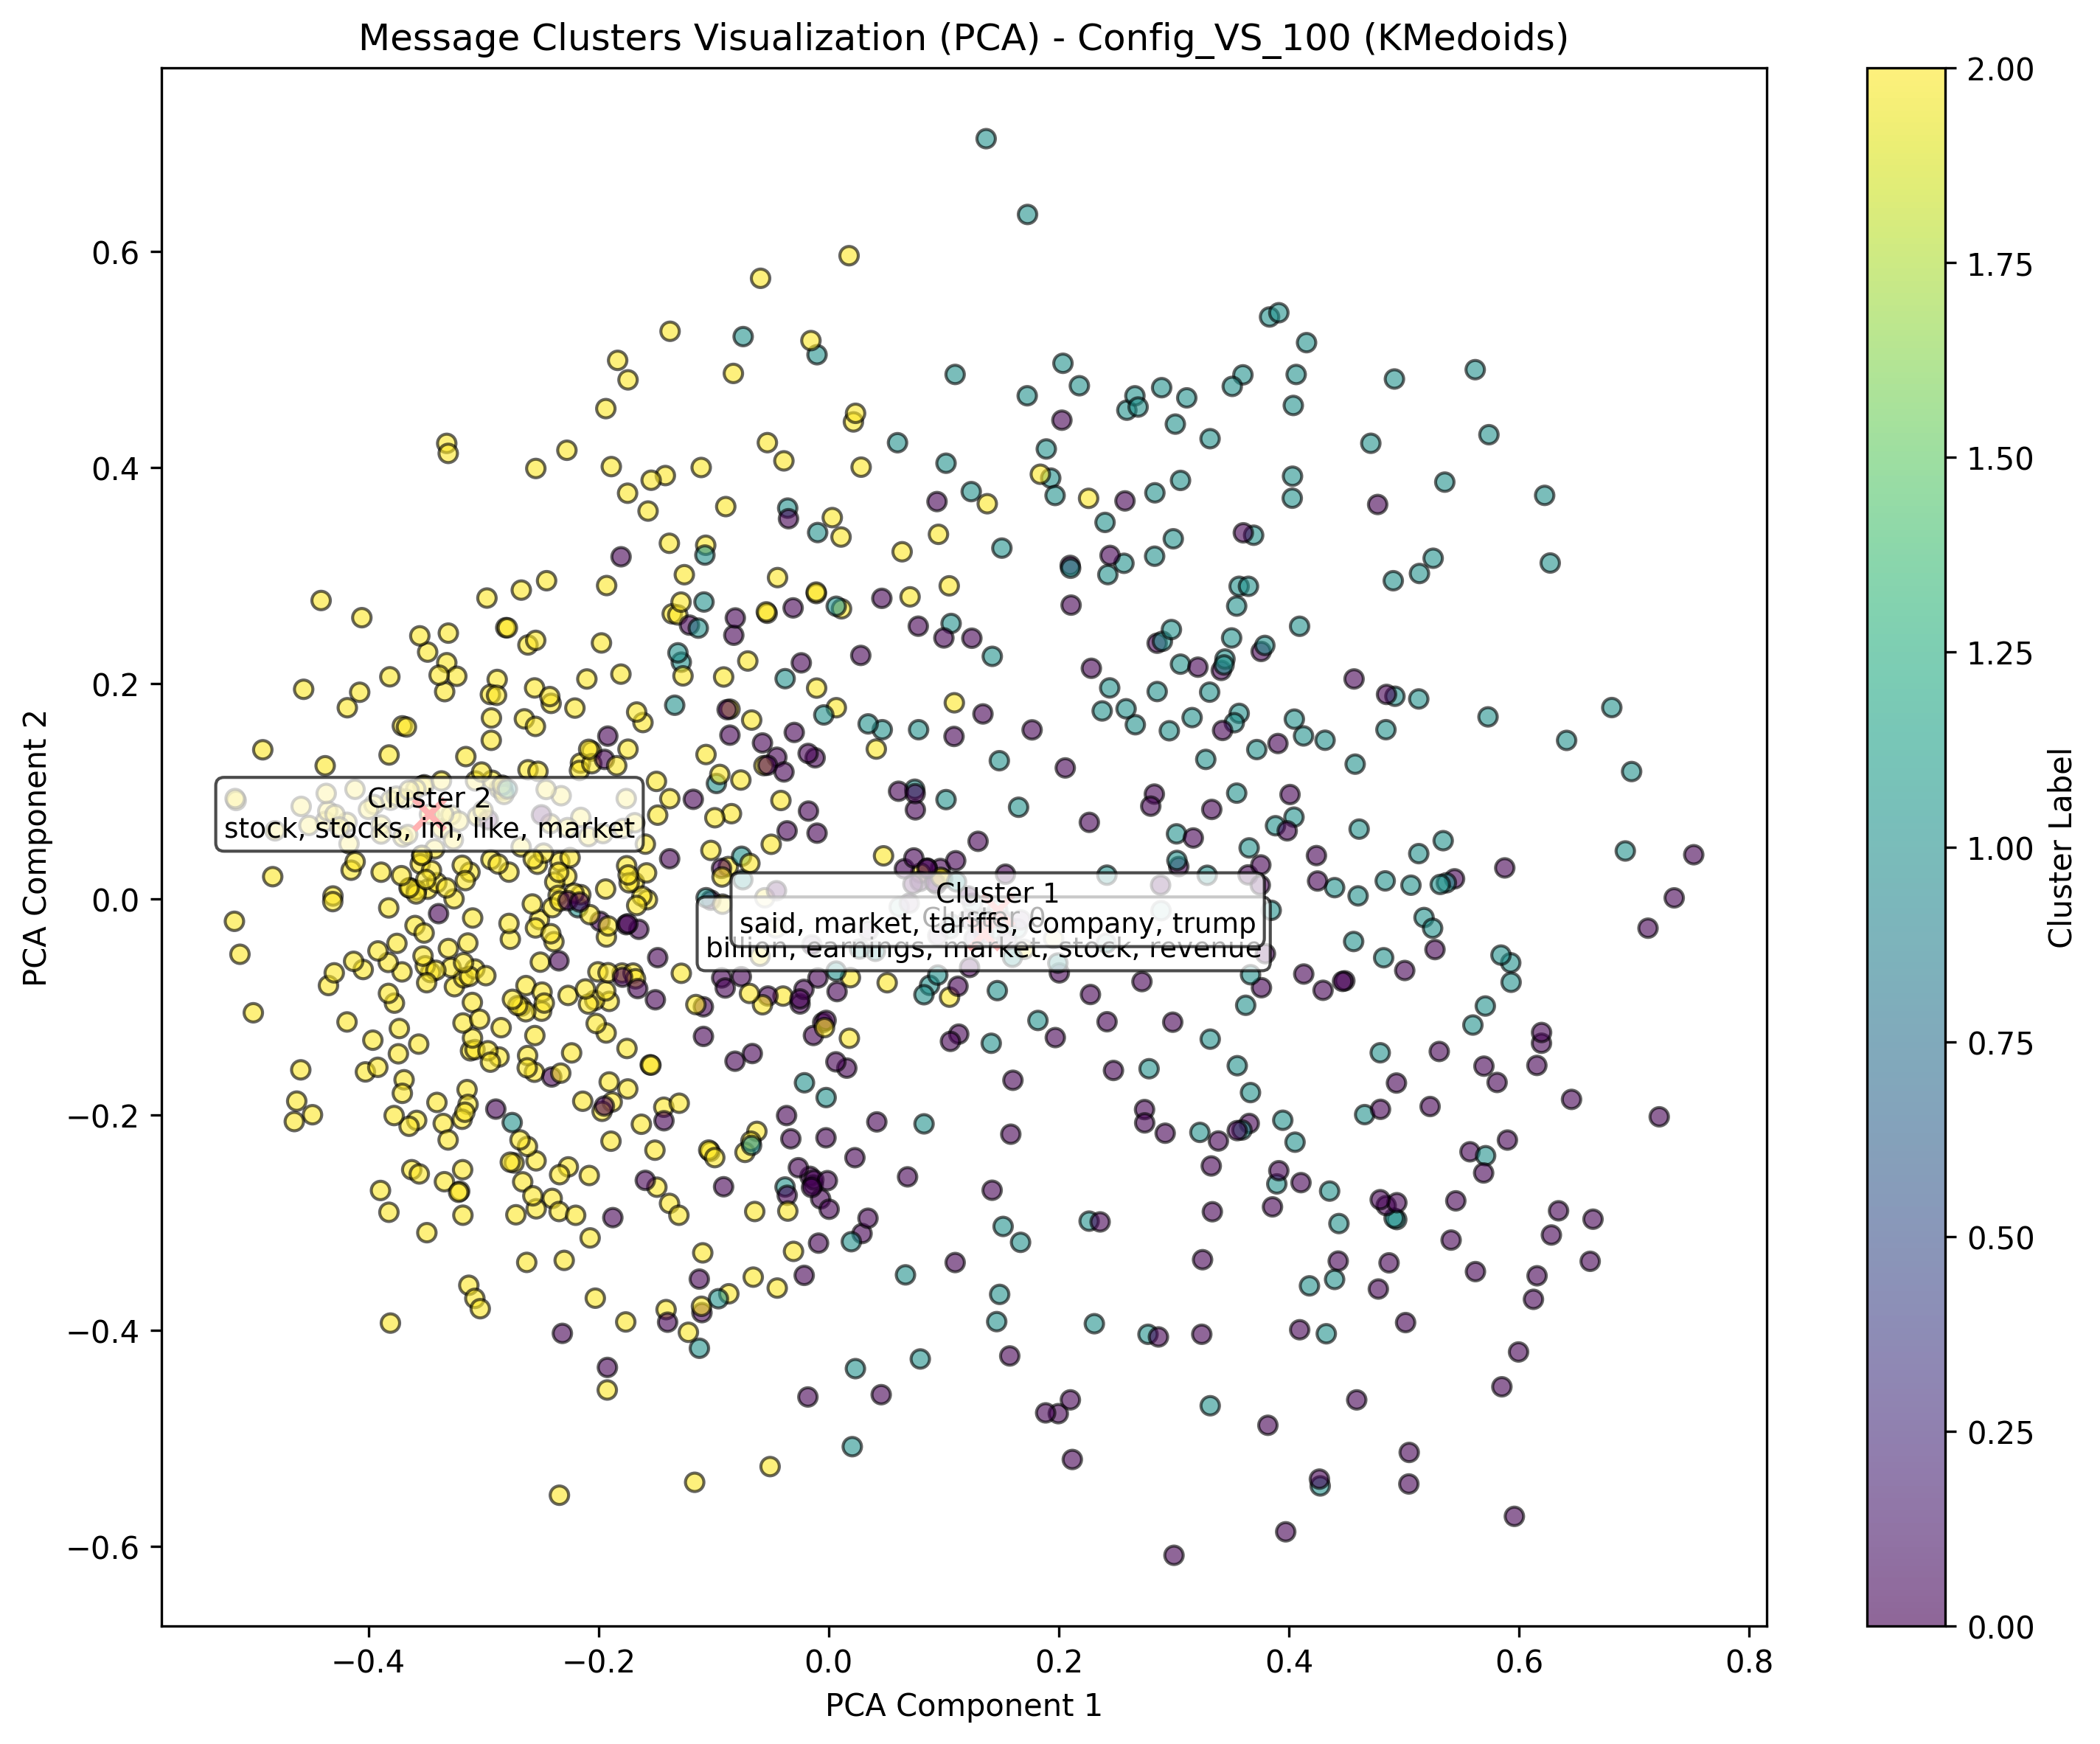 Message Clusters Visualization (PCA) - Config_VS_100 (KMedoids)
PCA Component 2
0.6
0.4
0.2
0.0
−0.2
−0.4
−0.6
Cluster 2
stock, stocks, im, like, market
Cluster 1
said, market, tariffs, company, trump
Cluster 0
billion, earnings, market, stock, revenue
−0.4
−0.2
0.0
0.2
0.4
0.6
0.8
PCA Component 1
2.00
1.75
1.50
1.25
1.00
0.75
0.50
0.25
0.00
Cluster Label